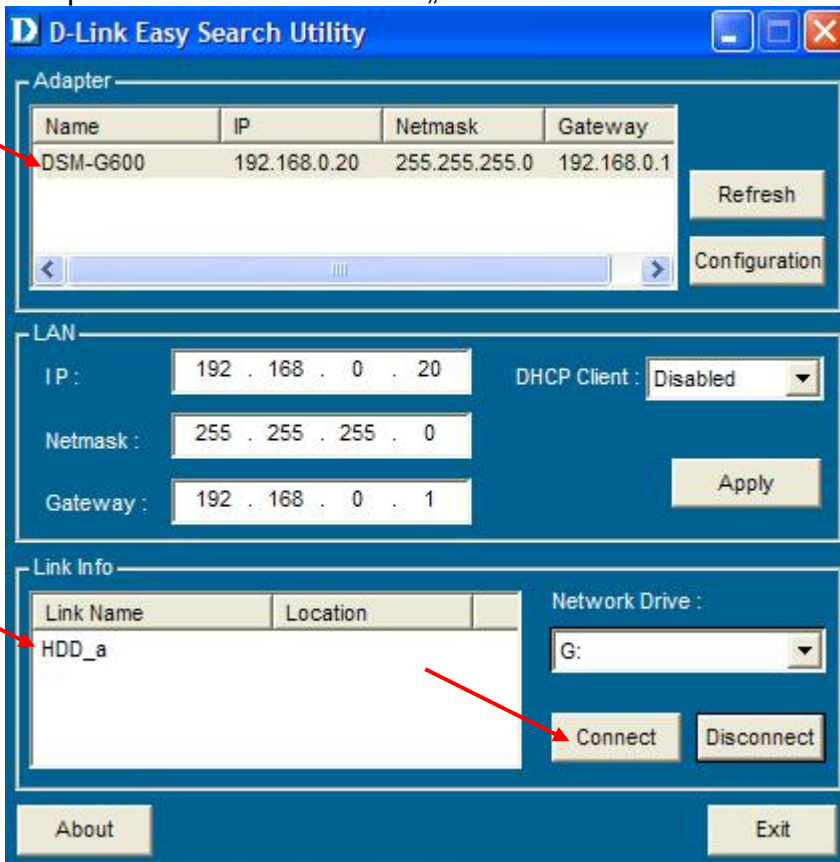 D D-Link Easy Search Utility
Adapter
Name IP Netmask Gateway
DSM-G600 192.168.0.20 255.255.255.0 192.168.0.1
Refresh
Configuration
LAN
IP : 192 . 168 . 0 . 20 DHCP Client : Disabled
Netmask : 255 . 255 . 255 . 0
Gateway : 192 . 168 . 0 . 1 Apply
Link Info
Link Name Location Network Drive :
HDD_a G:
Connect Disconnect
About Exit